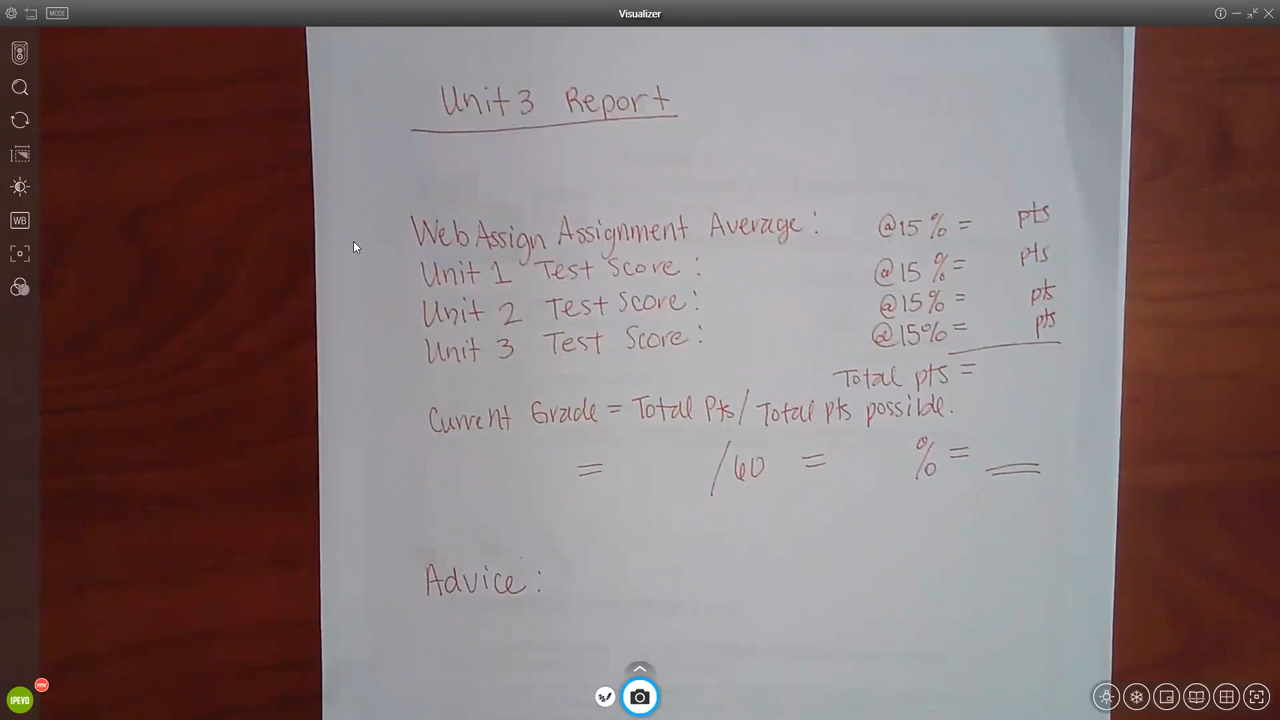 MODE
Visualizer
WB
Unit 3 Report
WebAssign Assignment Average: @15% = pts
Unit 1 Test Score: @15% = pts
Unit 2 Test Score: @15% = pts
Unit 3 Test Score: @15% = pts
Total pts =
Current Grade = Total Pts / Total pts possible.
= /60 = % =
Advice:
IPEVO
new